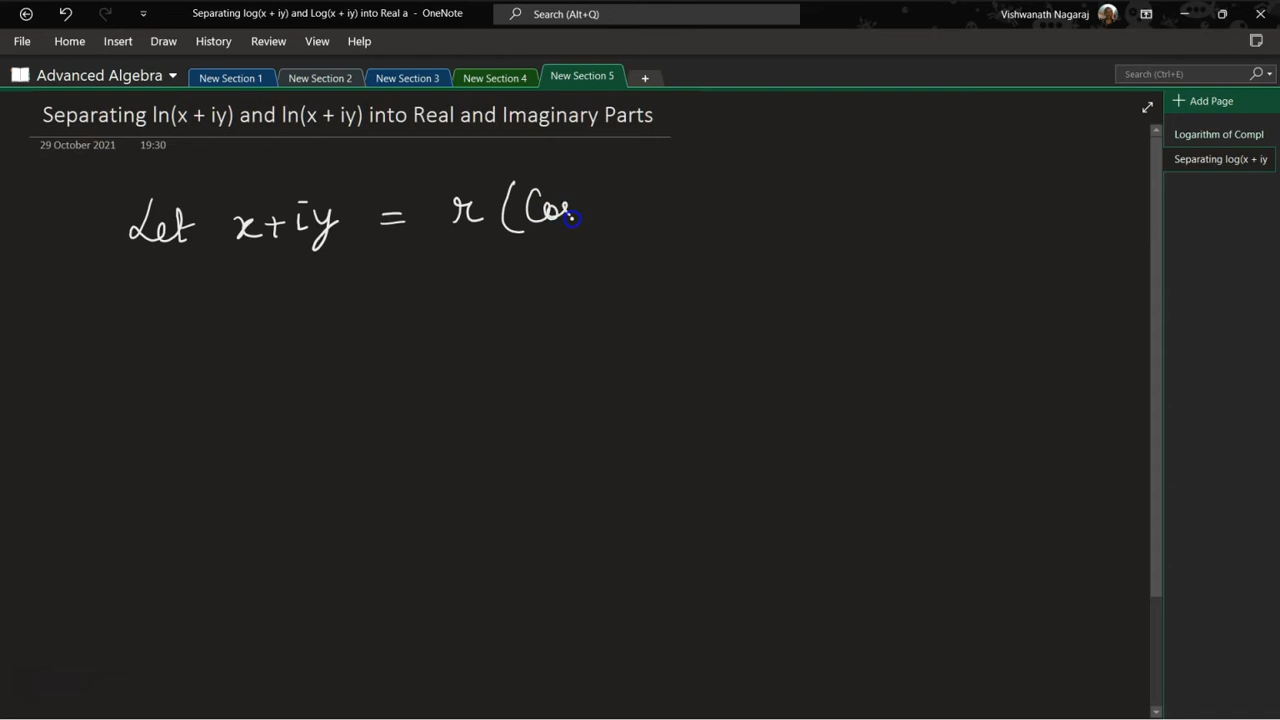 Separating log(x + iy) and Log(x + iy) into Real a - OneNote
Search (Alt+Q)
Vishwanath Nagaraj
File Home Insert Draw History Review View Help
Advanced Algebra
New Section 1 New Section 2 New Section 3 New Section 4 New Section 5
Search (Ctrl+E)
Add Page
Separating ln(x + iy) and ln(x + iy) into Real and Imaginary Parts
29 October 2021 19:30
Logarithm of Compl
Separating log(x + iy
Let x+iy = r (Cos